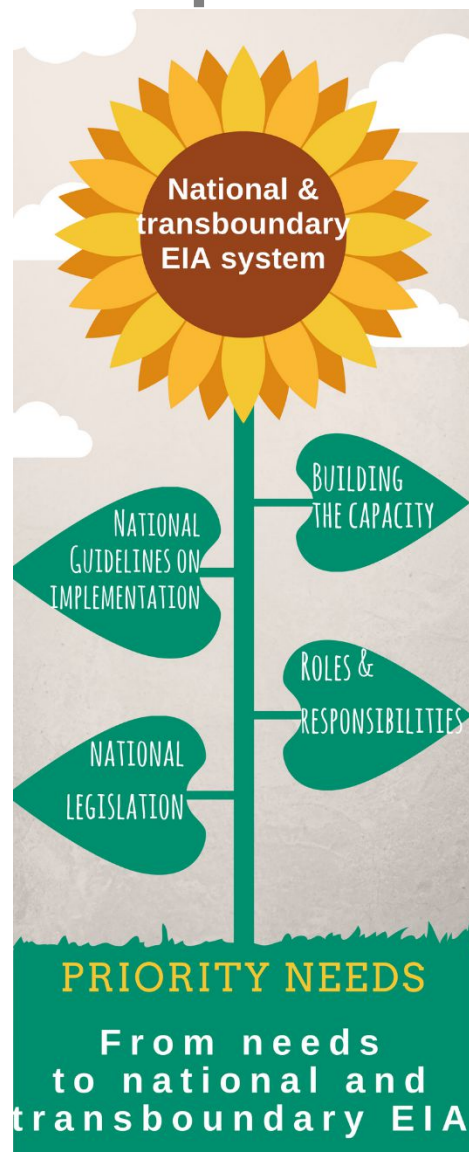 National &
transboundary
EIA system
BUILDING
THE CAPACITY
NATIONAL
GUIDELINES ON
IMPLEMENTATION
ROLES &
RESPONSIBILITIES
NATIONAL
LEGISLATION
PRIORITY NEEDS
From needs
to national and
transboundary EIA